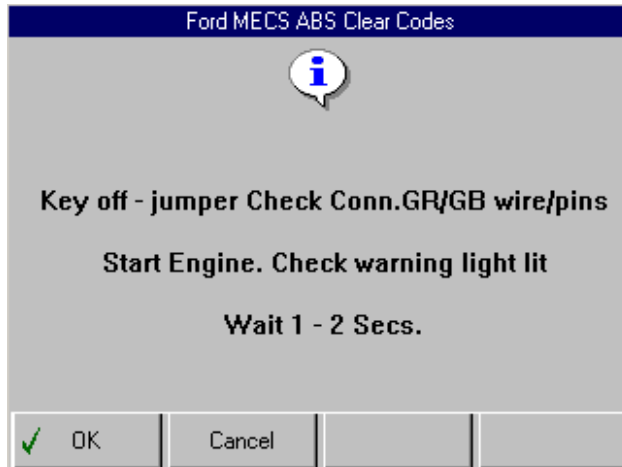 Ford MECS ABS Clear Codes
Key off - jumper Check Conn.GR/GB wire/pins
Start Engine. Check warning light lit
Wait 1 - 2 Secs.
OK
Cancel